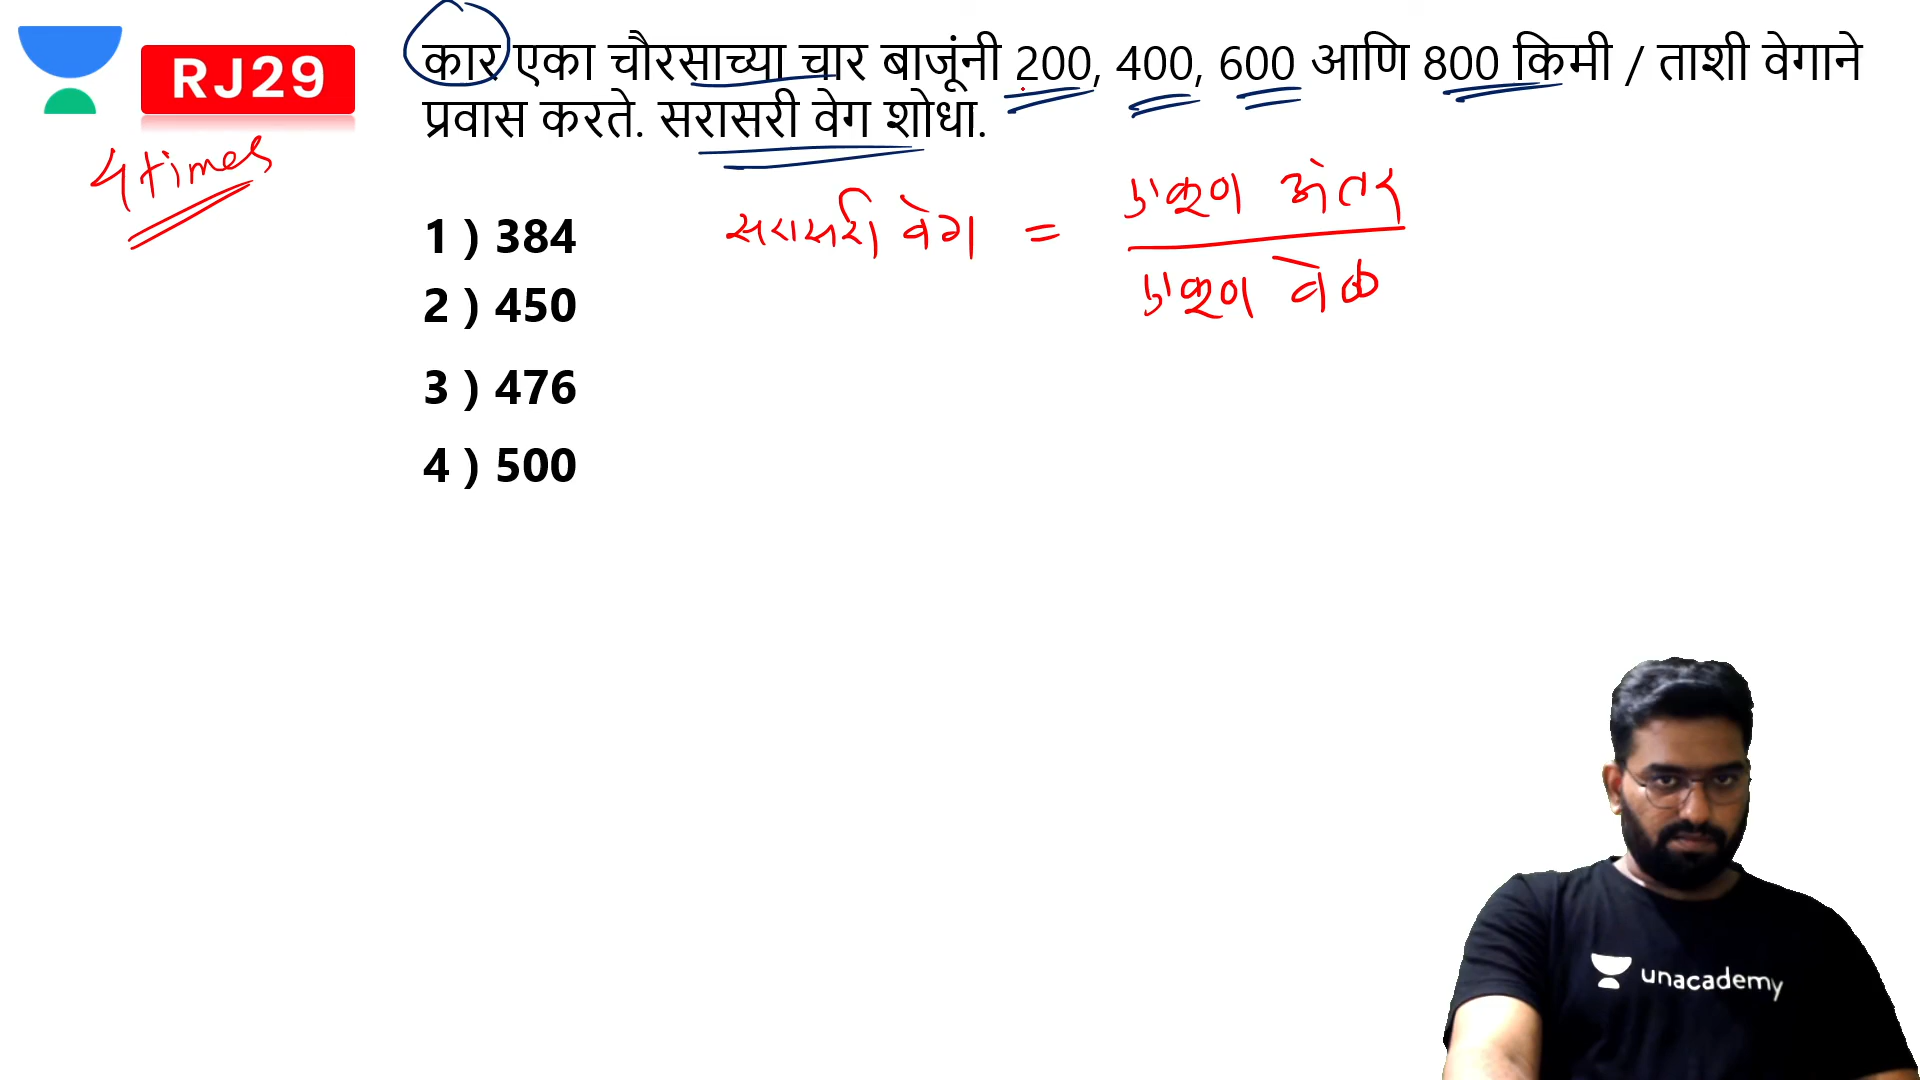 RJ29
कार एका चौरसाच्या चार बाजूंनी 200, 400, 600 आणि 800 किमी / ताशी वेगाने
प्रवास करते. सरासरी वेग शोधा.
4 times
1 ) 384
2 ) 450
3 ) 476
4 ) 500
सरासरी वेग = एकूण अंतर
एकूण वेळ
unacademy